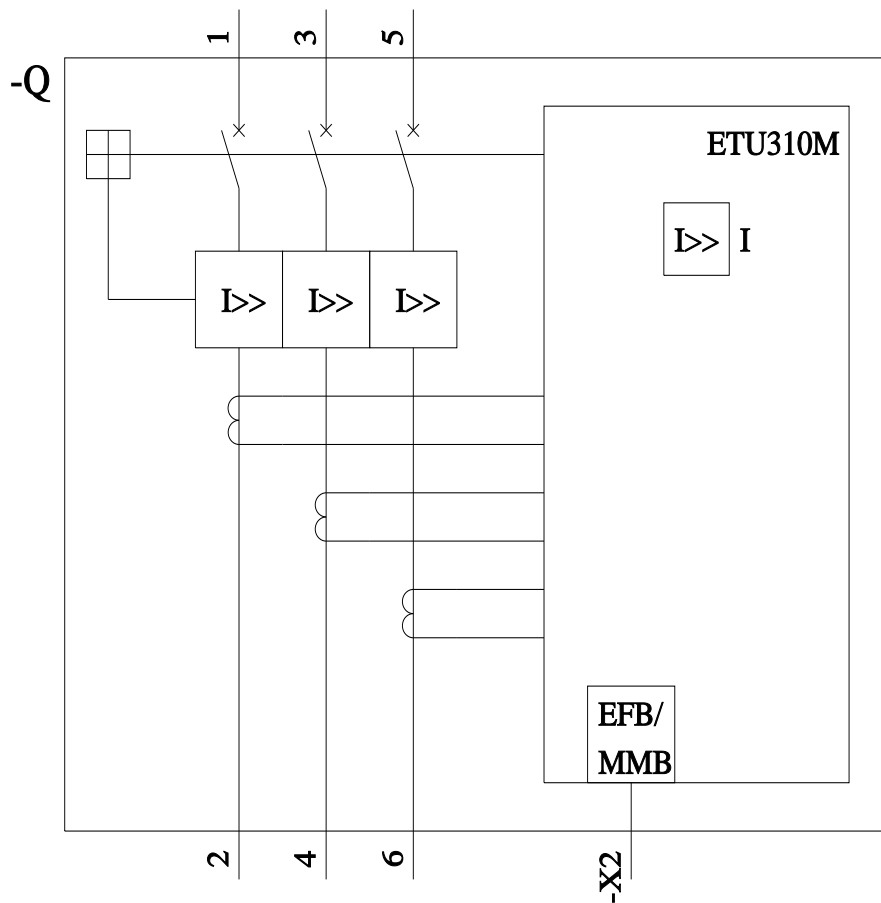 1 3 5
-Q
ETU310M
I>> I
I>> I>> I>>
EFB/
MMB
2 4 6 -X2